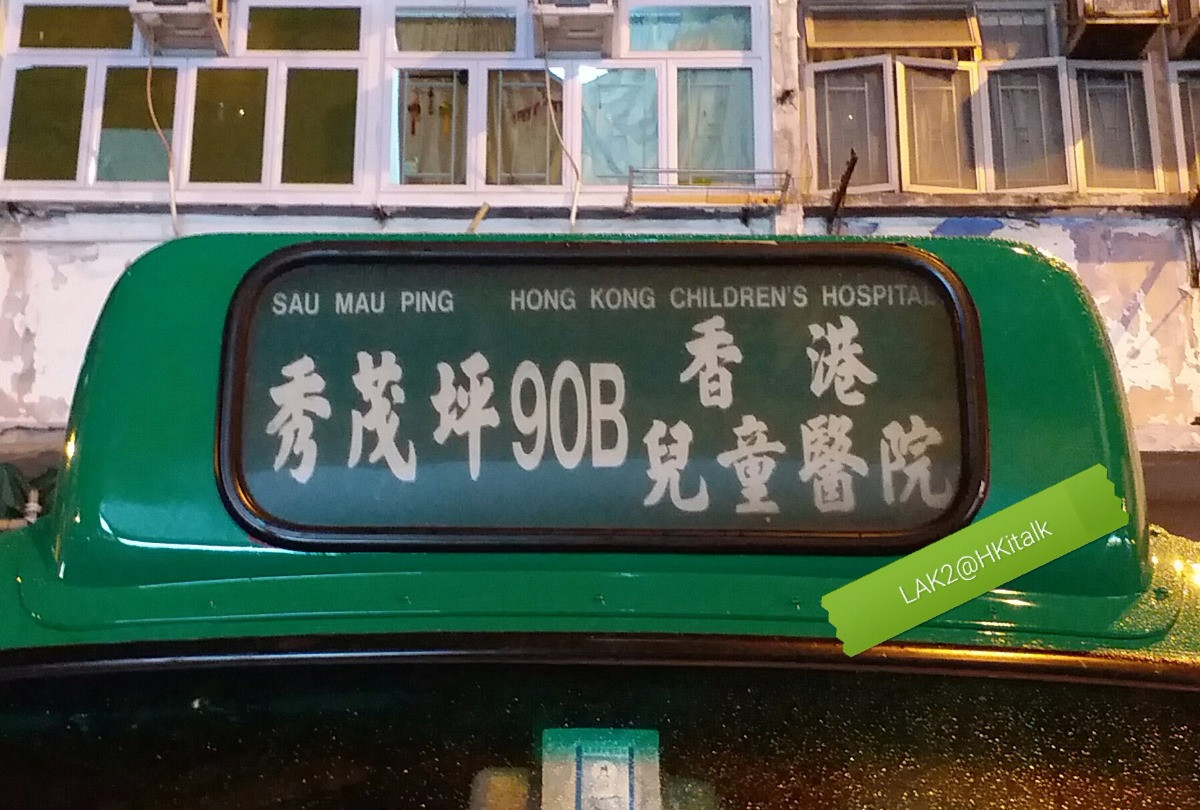 SAU MAU PING HONG KONG CHILDREN'S HOSPITAL
秀茂坪 90B 香港
兒童醫院
LAK2@HKitalk